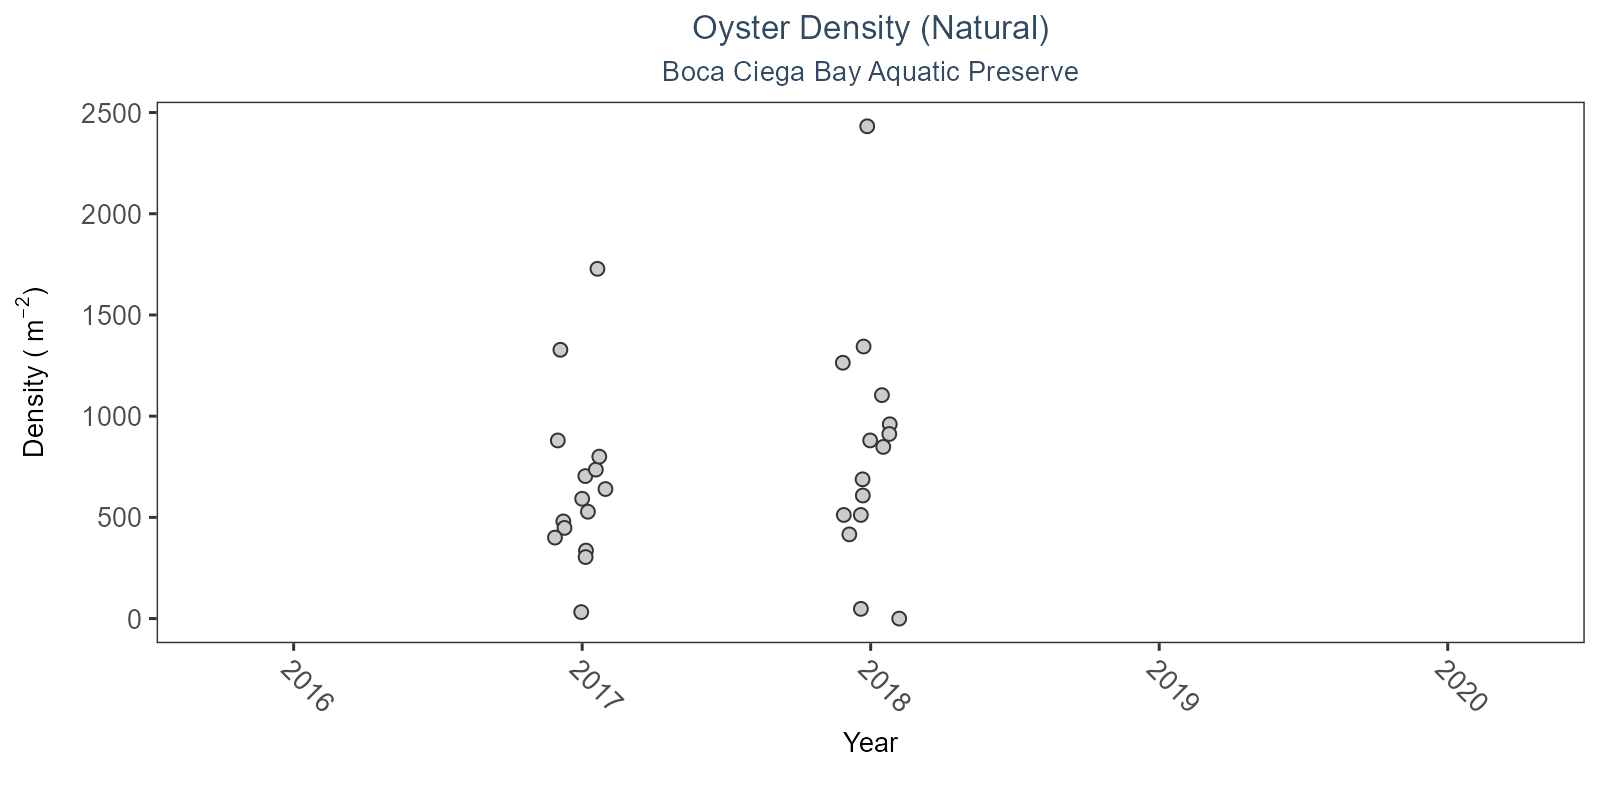 Oyster Density (Natural)
Boca Ciega Bay Aquatic Preserve
Density ( m⁻²)
2500
2000
1500
1000
500
0
2016
2017
2018
2019
2020
Year